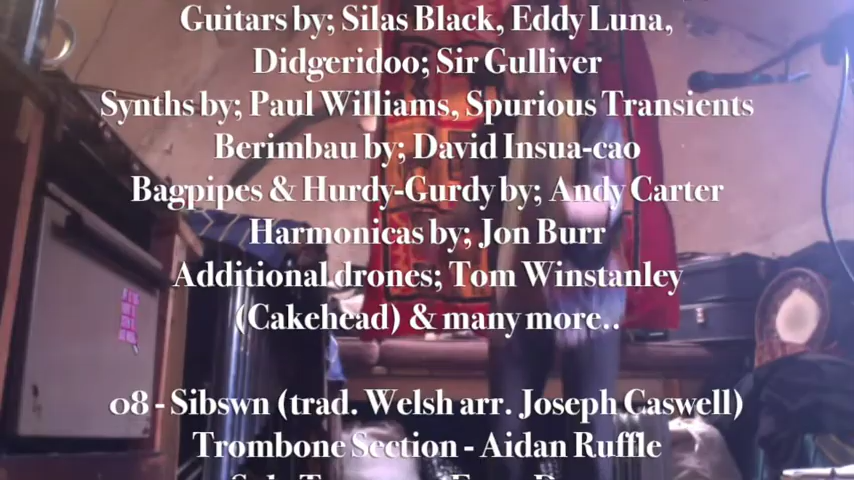 Guitars by; Silas Black, Eddy Luna,
Didgeridoo; Sir Gulliver
Synths by; Paul Williams, Spurious Transients
Berimbau by; David Insua-cao
Bagpipes & Hurdy-Gurdy by; Andy Carter
Harmonicas by; Jon Burr
Additional drones; Tom Winstanley
(Cakehead) & many more..
08 - Sibswn (trad. Welsh arr. Joseph Caswell)
Trombone Section - Aidan Ruffle